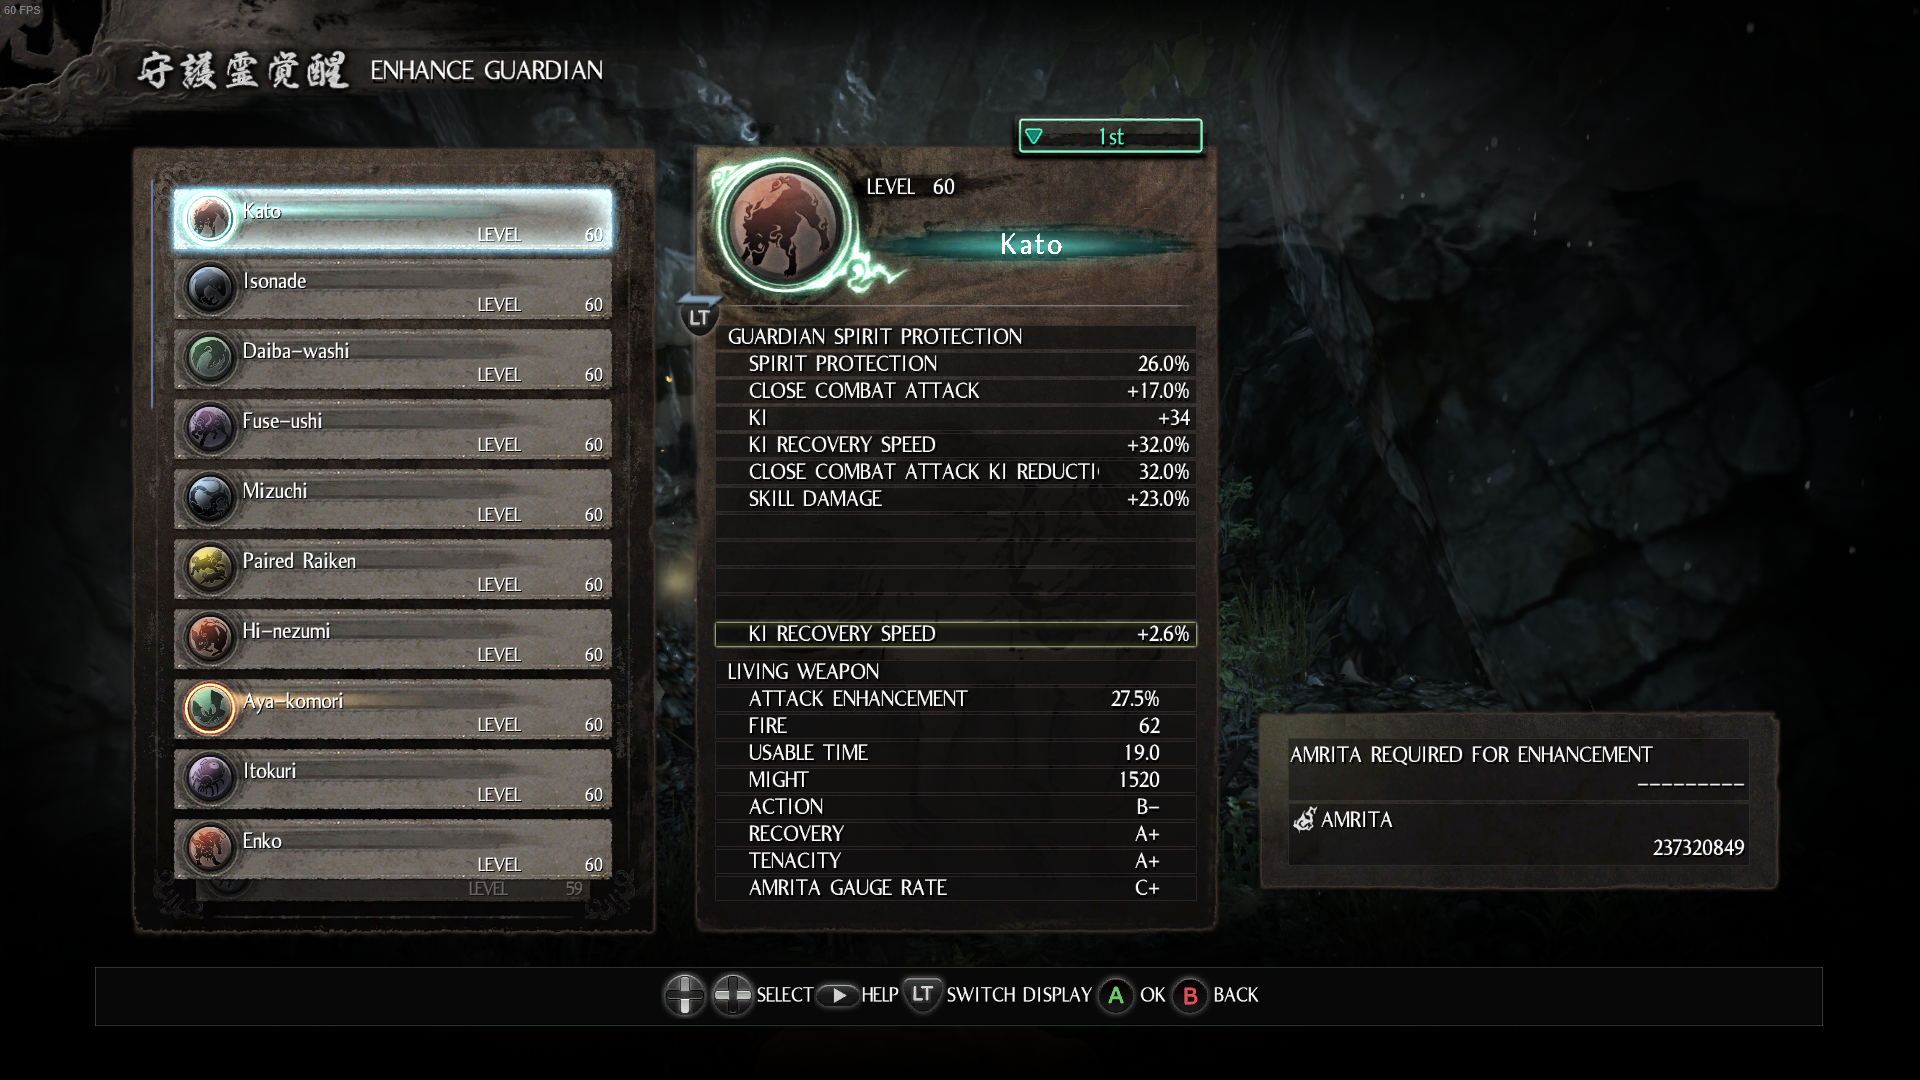 60 FPS
守護霊覚醒 ENHANCE GUARDIAN
1st
Kato
LEVEL 60
Isonade
LEVEL 60
Daiba-washi
LEVEL 60
Fuse-ushi
LEVEL 60
Mizuchi
LEVEL 60
Paired Raiken
LEVEL 60
Hi-nezumi
LEVEL 60
Aya-komori
LEVEL 60
Itokuri
LEVEL 60
Enko
LEVEL 60
LEVEL 59
LEVEL 60
Kato
LT
GUARDIAN SPIRIT PROTECTION
SPIRIT PROTECTION 26.0%
CLOSE COMBAT ATTACK +17.0%
KI +34
KI RECOVERY SPEED +32.0%
CLOSE COMBAT ATTACK KI REDUCTI 32.0%
SKILL DAMAGE +23.0%
KI RECOVERY SPEED +2.6%
LIVING WEAPON
ATTACK ENHANCEMENT 27.5%
FIRE 62
USABLE TIME 19.0
MIGHT 1520
ACTION B-
RECOVERY A+
TENACITY A+
AMRITA GAUGE RATE C+
AMRITA REQUIRED FOR ENHANCEMENT
---------
AMRITA
237320849
SELECT HELP LT SWITCH DISPLAY A OK B BACK